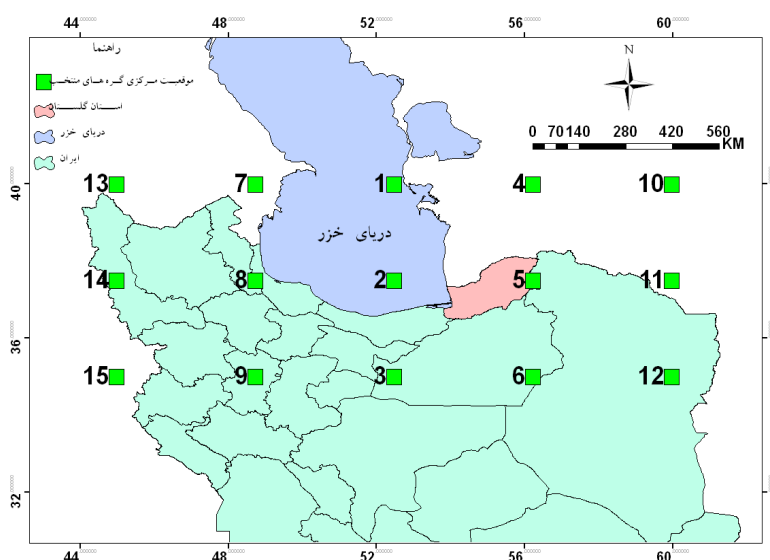 44 48 52 56 60
راهنما
موقعیت مرکزی گره های منتخب
استان گلستان
دریای خزر
ایران
N
0 70 140 280 420 560
KM
40
13 7 1 4 10
دریای خزر
14 8 2 5 11
36
15 9 3 6 12
32
44 48 52 56 60